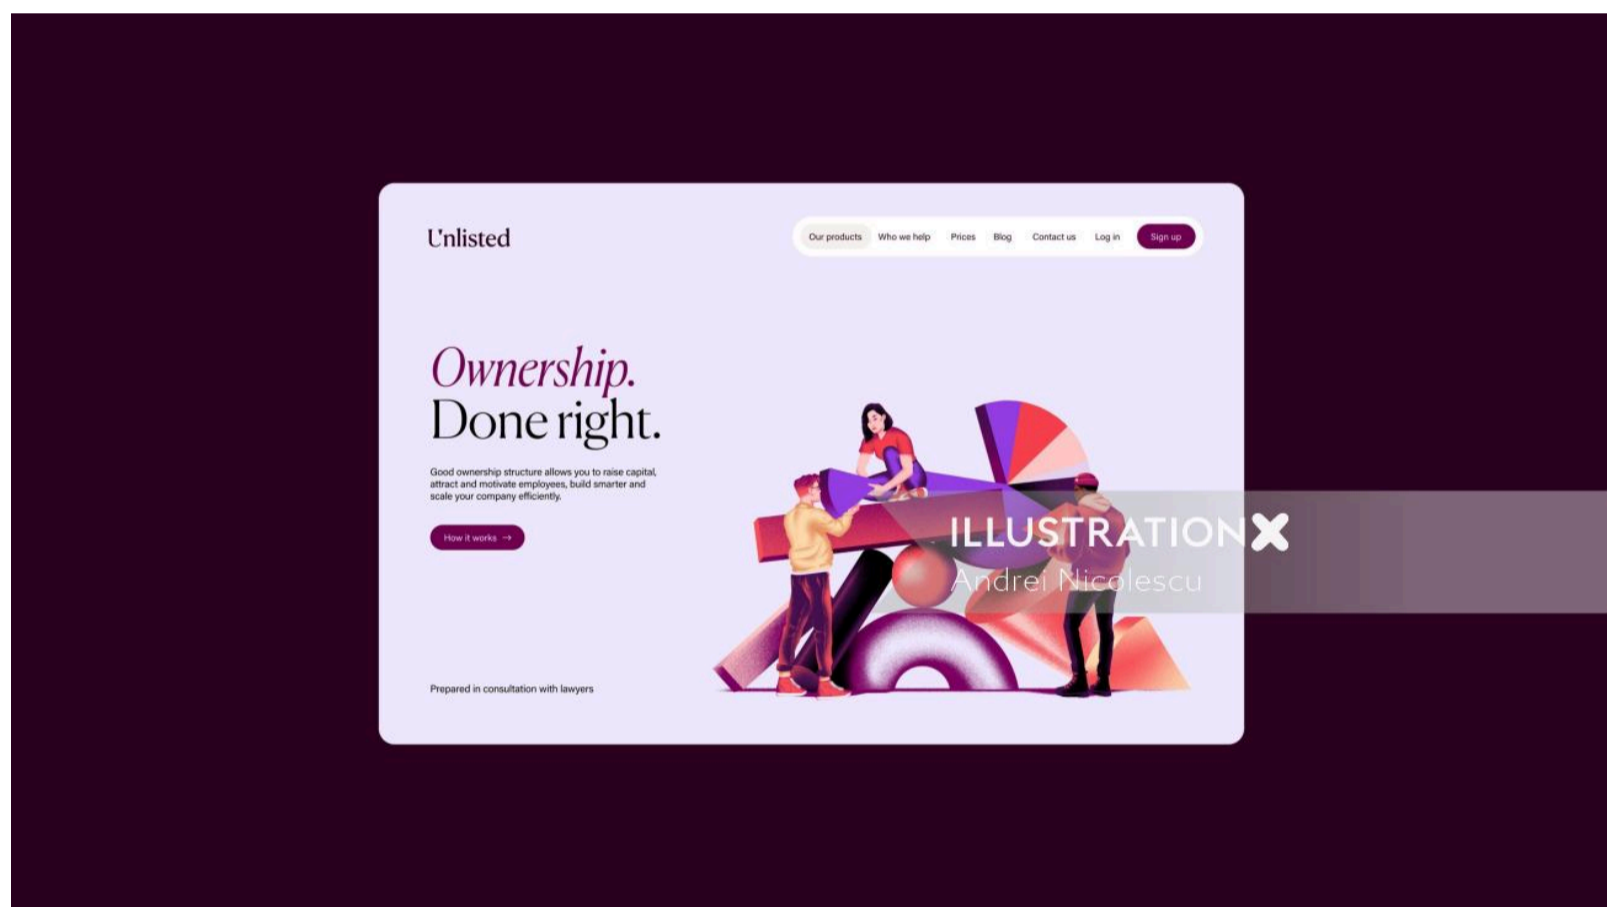 Unlisted
Our products Who we help Prices Blog Contact us Log in Sign up
Ownership.
Done right.
Good ownership structure allows you to raise capital,
attract and motivate employees, build smarter and
scale your company efficiently.
How it works →
ILLUSTRATIONX
Andrei Nicolescu
Prepared in consultation with lawyers